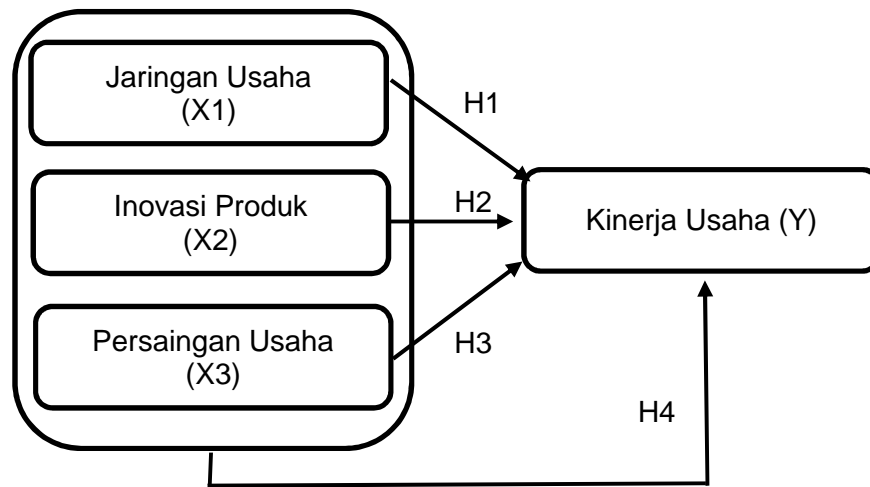 Jaringan Usaha
(X1)
H1
Inovasi Produk
(X2)
H2
Kinerja Usaha (Y)
Persaingan Usaha
(X3)
H3
H4